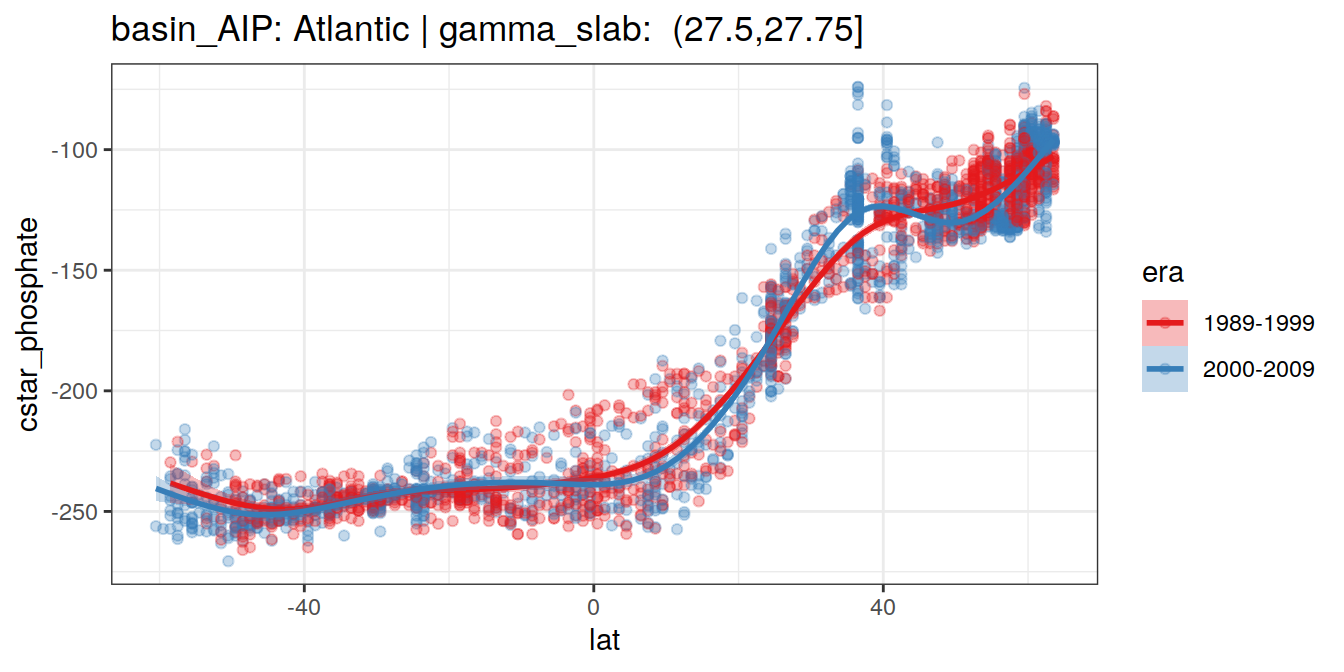 basin_AIP: Atlantic | gamma_slab:  (27.5,27.75]
cstar_phosphate
-100
-150
-200
-250
-40
0
40
lat
era
1989-1999
2000-2009